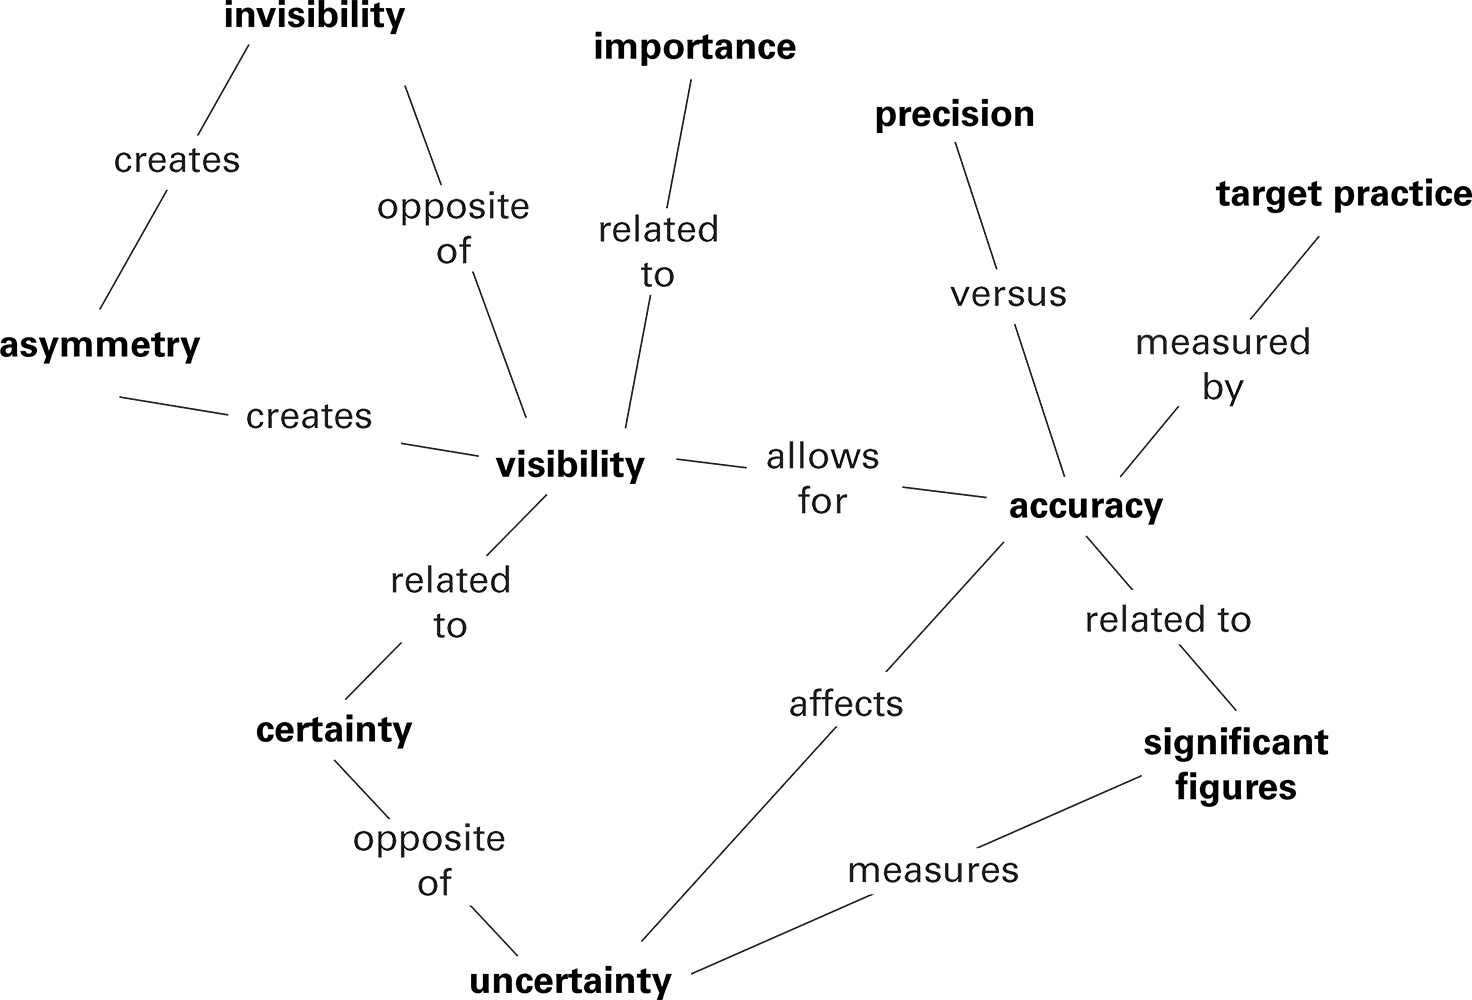 invisibility
importance
precision
creates
target practice
opposite
of
related
to
versus
asymmetry
measured
by
creates
visibility
allows
for
accuracy
related
to
related to
affects
certainty
significant
figures
opposite
of
measures
uncertainty